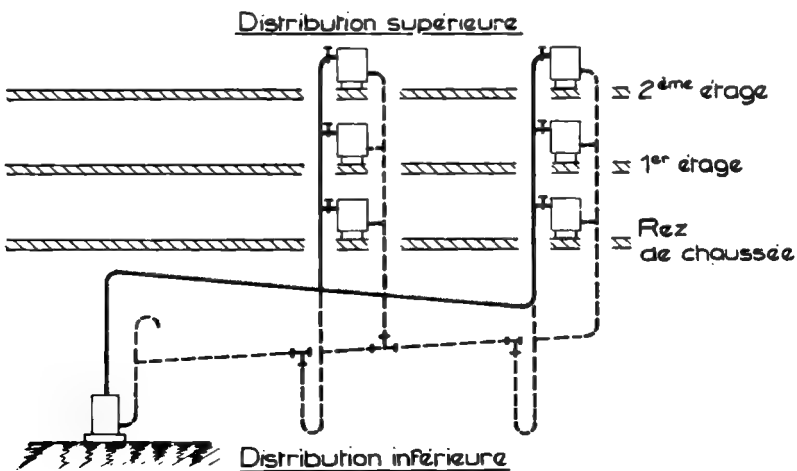 Distribution supérieure
2ème étage
1er étage
Rez
de chaussée
Distribution inférieure